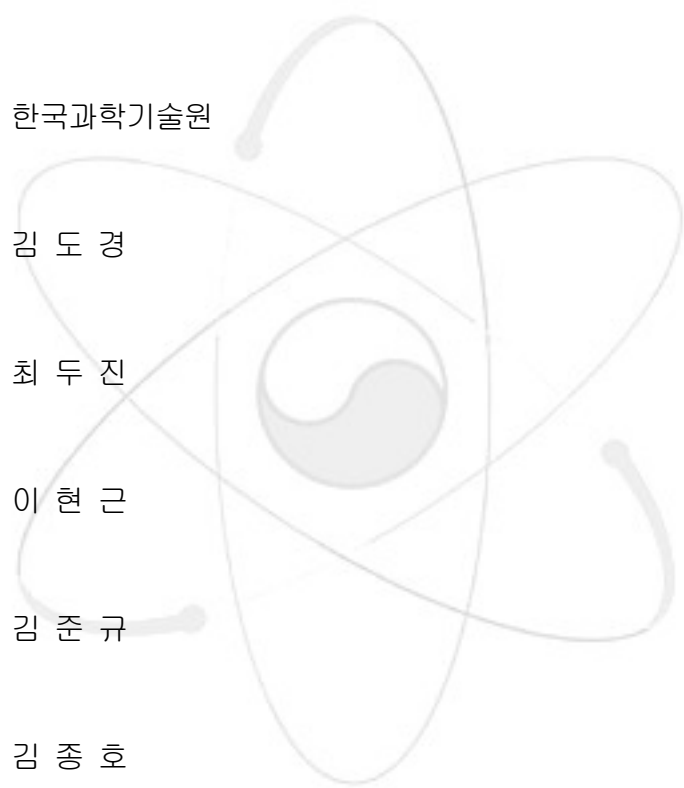 한국과학기술원
김 도 경
최 두 진
이 현 근
김 준 규
김 종 호